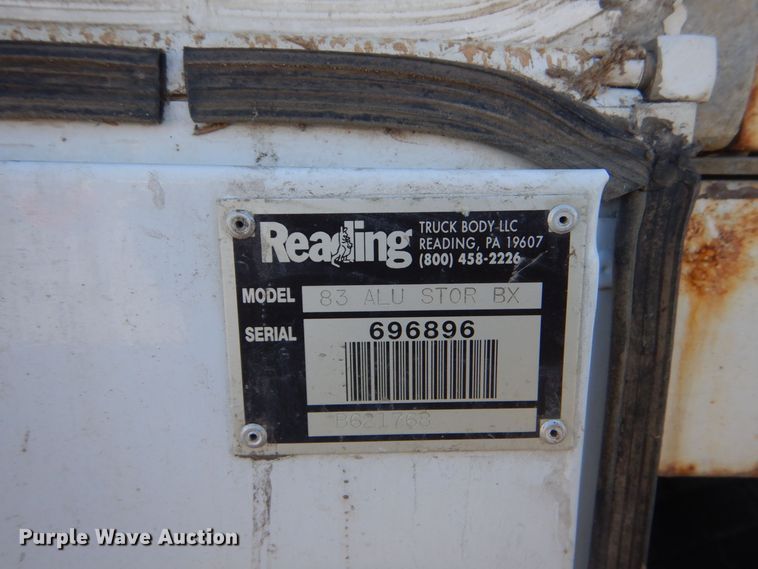 Reading
TRUCK BODY LLC
READING, PA 19607
(800) 458-2226
MODEL 83 ALU STOR BX
SERIAL 696896
B621763
Purple Wave Auction